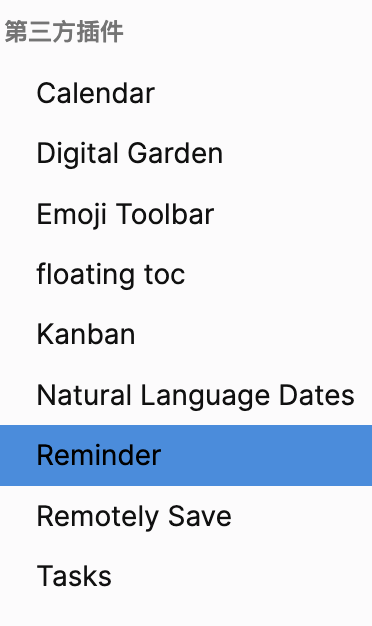 第三方插件
Calendar
Digital Garden
Emoji Toolbar
floating toc
Kanban
Natural Language Dates
Reminder
Remotely Save
Tasks